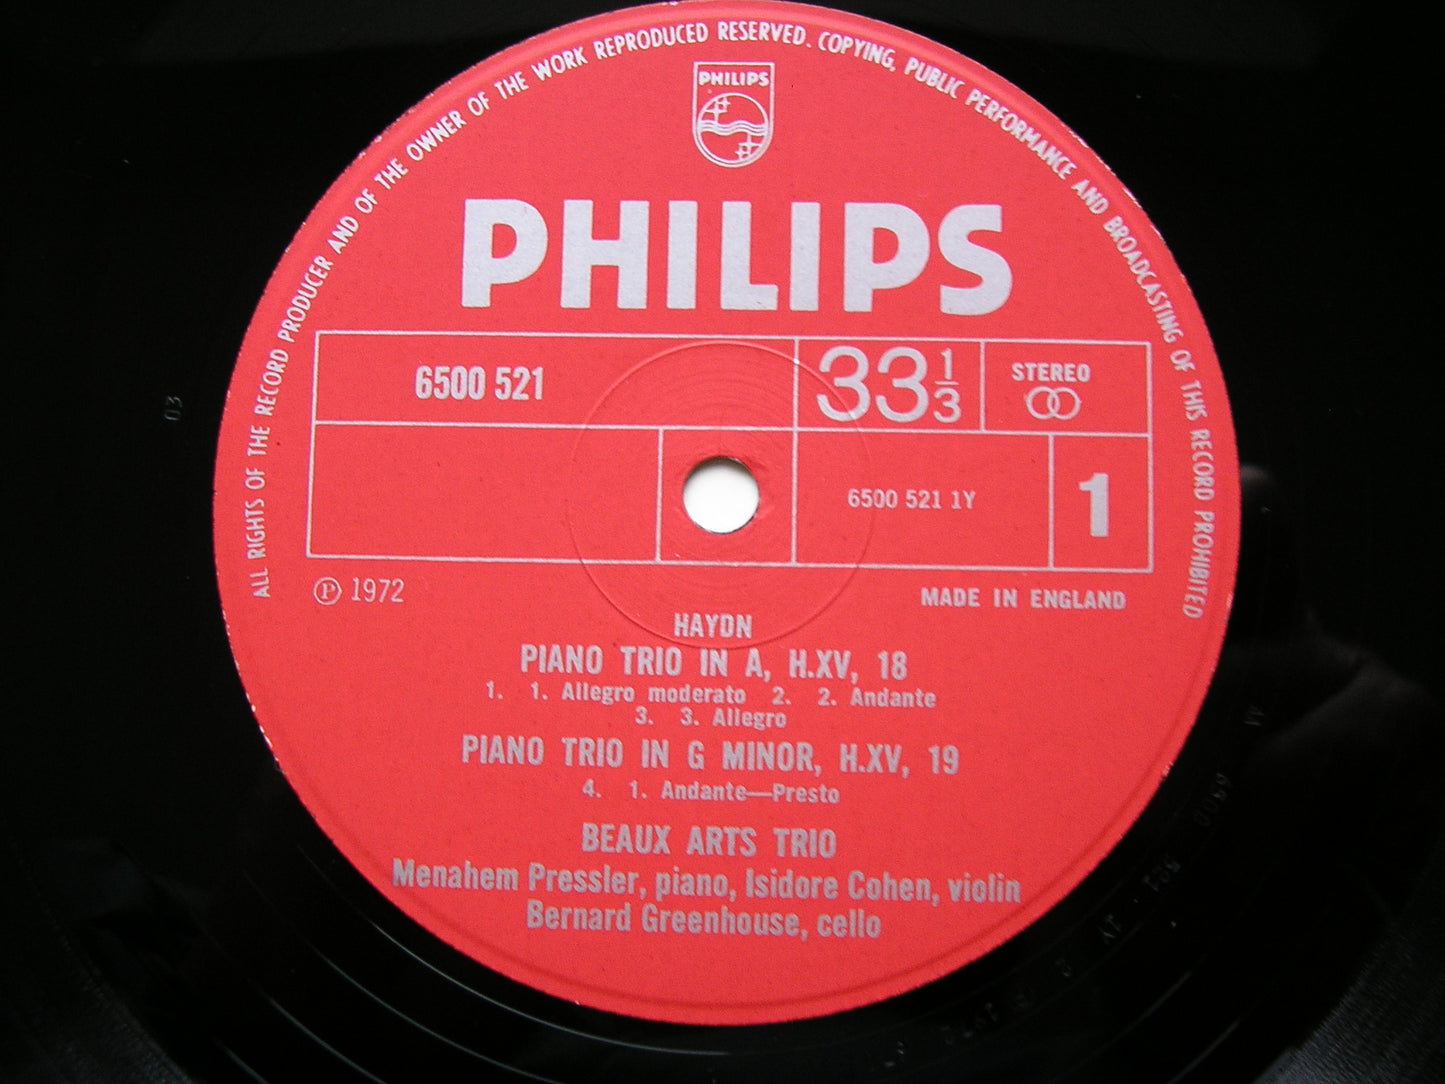 ALL RIGHTS OF THE RECORD PRODUCER AND OF THE OWNER OF THE WORK REPRODUCED RESERVED. COPYING, PUBLIC PERFORMANCE AND BROADCASTING OF THIS RECORD PROHIBITED
PHILIPS
PHILIPS
6500 521
33 1/3
STEREO
6500 521 1Y
1
℗ 1972
MADE IN ENGLAND
HAYDN
PIANO TRIO IN A, H.XV, 18
1. 1. Allegro moderato 2. 2. Andante
3. 3. Allegro
PIANO TRIO IN G MINOR, H.XV, 19
4. 1. Andante—Presto
BEAUX ARTS TRIO
Menahem Pressler, piano, Isidore Cohen, violin
Bernard Greenhouse, cello
03